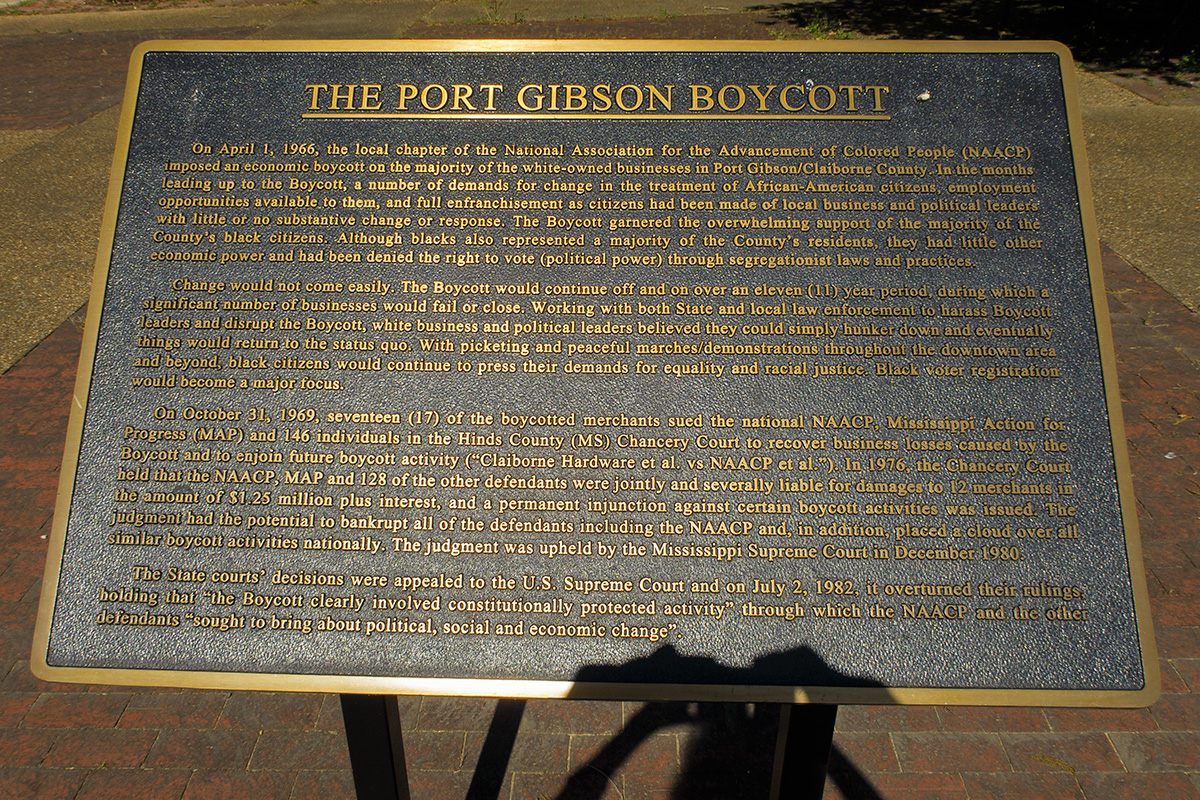 THE PORT GIBSON BOYCOTT
On April 1, 1966, the local chapter of the National Association for the Advancement of Colored People (NAACP)
imposed an economic boycott on the majority of the white-owned businesses in Port Gibson/Claiborne County. In the months
leading up to the Boycott, a number of demands for change in the treatment of African-American citizens, employment
opportunities available to them, and full enfranchisement as citizens had been made of local business and political leaders
with little or no substantive change or response. The Boycott garnered the overwhelming support of the majority of the
County's black citizens. Although blacks also represented a majority of the County's residents, they had little other
economic power and had been denied the right to vote (political power) through segregationist laws and practices.
Change would not come easily. The Boycott would continue off and on over an eleven (11) year period, during which a
significant number of businesses would fail or close. Working with both State and local law enforcement to harass Boycott
leaders and disrupt the Boycott, white business and political leaders believed they could simply hunker down and eventually
things would return to the status quo. With picketing and peaceful marches/demonstrations throughout the downtown area
and beyond, black citizens would continue to press their demands for equality and racial justice. Black voter registration
would become a major focus.
On October 31, 1969, seventeen (17) of the boycotted merchants sued the national NAACP, Mississippi Action for
Progress (MAP) and 146 individuals in the Hinds County (MS) Chancery Court to recover business losses caused by the
Boycott and to enjoin future boycott activity ("Claiborne Hardware et al. vs NAACP et al."). In 1976, the Chancery Court
held that the NAACP, MAP and 128 of the other defendants were jointly and severally liable for damages to 12 merchants in
the amount of $1.25 million plus interest, and a permanent injunction against certain boycott activities was issued. The
judgment had the potential to bankrupt all of the defendants including the NAACP and, in addition, placed a cloud over all
similar boycott activities nationally. The judgment was upheld by the Mississippi Supreme Court in December 1980.
The State courts' decisions were appealed to the U.S. Supreme Court and on July 2, 1982, it overturned their rulings,
holding that "the Boycott clearly involved constitutionally protected activity" through which the NAACP and the other
defendants "sought to bring about political, social and economic change".